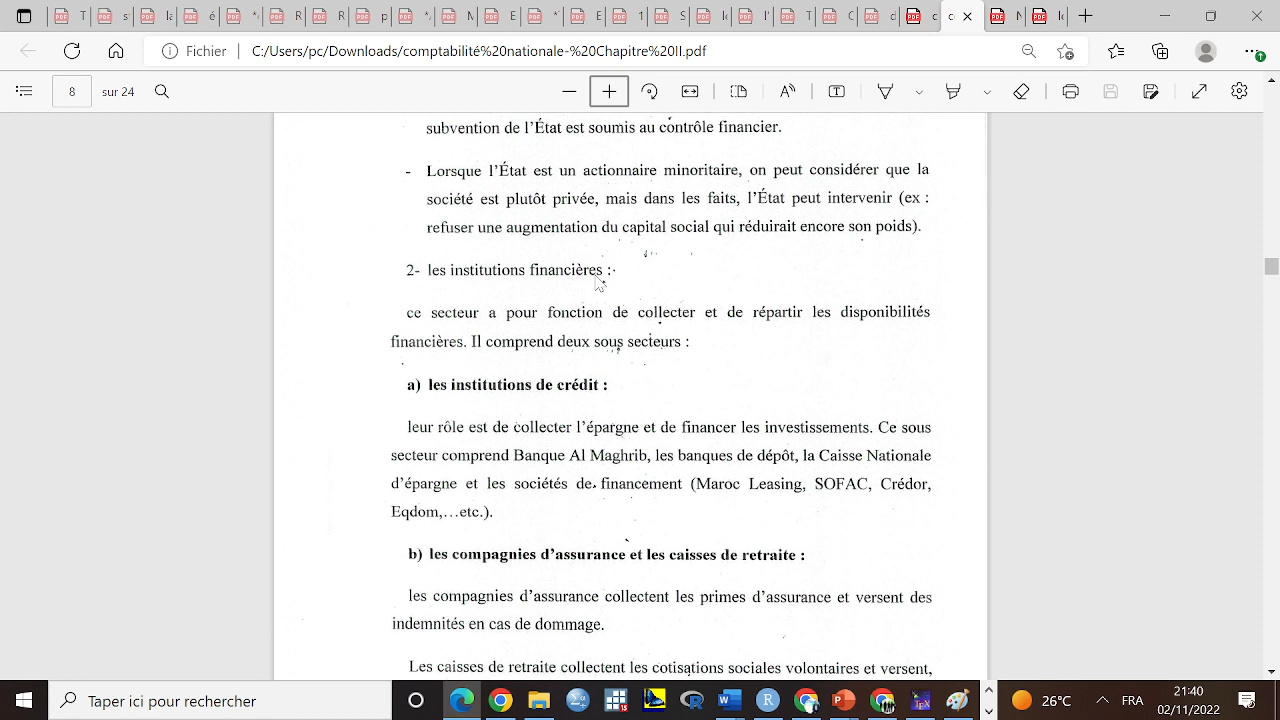 T
k
é
R
R
p
N
E
T
S
k
T
T
C
c
c
c
N
k
Fichier
C:/Users/pc/Downloads/comptabilité%20nationale-%20Chapitre%20II.pdf
8
sur 24
subvention de l'État est soumis au contrôle financier.
- Lorsque l'État est un actionnaire minoritaire, on peut considérer que la
société est plutôt privée, mais dans les faits, l'État peut intervenir (ex :
refuser une augmentation du capital social qui réduirait encore son poids).
2- les institutions financières :
ce secteur a pour fonction de collecter et de répartir les disponibilités
financières. Il comprend deux sous secteurs :
a) les institutions de crédit :
leur rôle est de collecter l'épargne et de financer les investissements. Ce sous
secteur comprend Banque Al Maghrib, les banques de dépôt, la Caisse Nationale
d'épargne et les sociétés de financement (Maroc Leasing, SOFAC, Crédor,
Eqdom,...etc.).
b) les compagnies d'assurance et les caisses de retraite :
les compagnies d'assurance collectent les primes d'assurance et versent des
indemnités en cas de dommage.
Les caisses de retraite collectent les cotisations sociales volontaires et versent,
Taper ici pour rechercher
26°C
FRA
21:40
02/11/2022